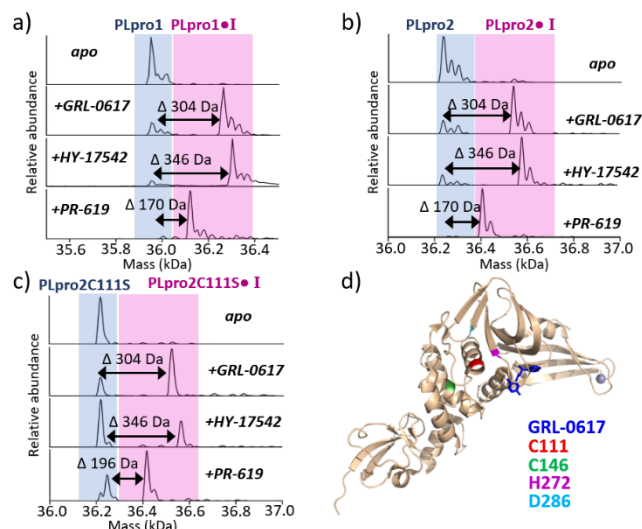 a)
PLpro1 PLpro1● I
apo
+GRL-0617
Δ 304 Da
+HY-17542
Δ 346 Da
+PR-619
Δ 170 Da
Relative abundance
35.6 35.8 36.0 36.2 36.4
Mass (kDa)
b)
PLpro2 PLpro2● I
apo
Δ 304 Da
+GRL-0617
Δ 346 Da
+HY-17542
Δ 170 Da
+PR-619
Relative abundance
36.0 36.2 36.4 36.6 36.8 37.0
Mass (kDa)
c)
PLpro2C111S PLpro2C111S● I
apo
Δ 304 Da
+GRL-0617
Δ 346 Da
+HY-17542
Δ 196 Da
+PR-619
Relative abundance
36.0 36.2 36.4 36.6 36.8 37.0
Mass (kDa)
d)
GRL-0617
C111
C146
H272
D286